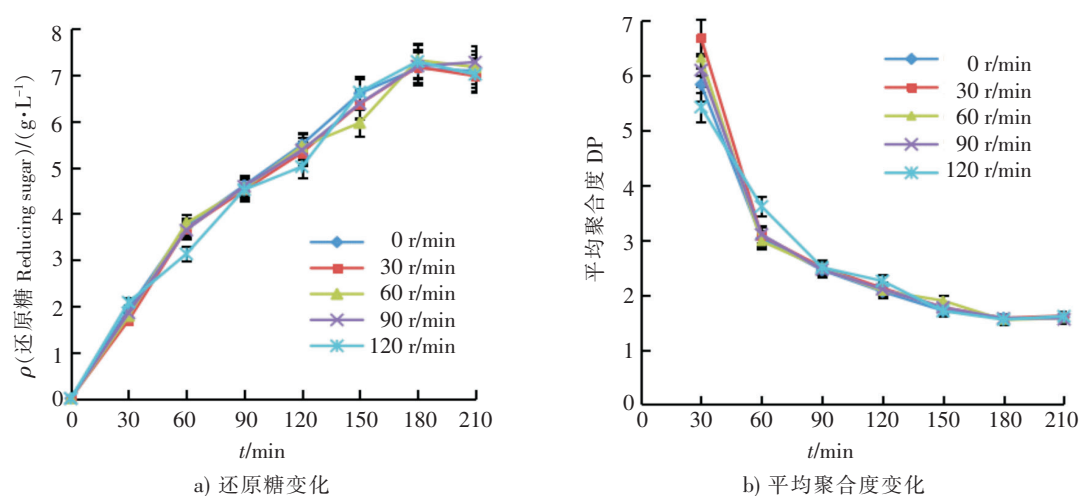 8
7
6
5
4
3
2
1
0
ρ(还原糖 Reducing sugar)/(g·L⁻¹)
0 r/min
30 r/min
60 r/min
90 r/min
120 r/min
0 30 60 90 120 150 180 210
t/min
a) 还原糖变化
7
6
5
4
3
2
1
0
平均聚合度 DP
0 r/min
30 r/min
60 r/min
90 r/min
120 r/min
0 30 60 90 120 150 180 210
t/min
b) 平均聚合度变化